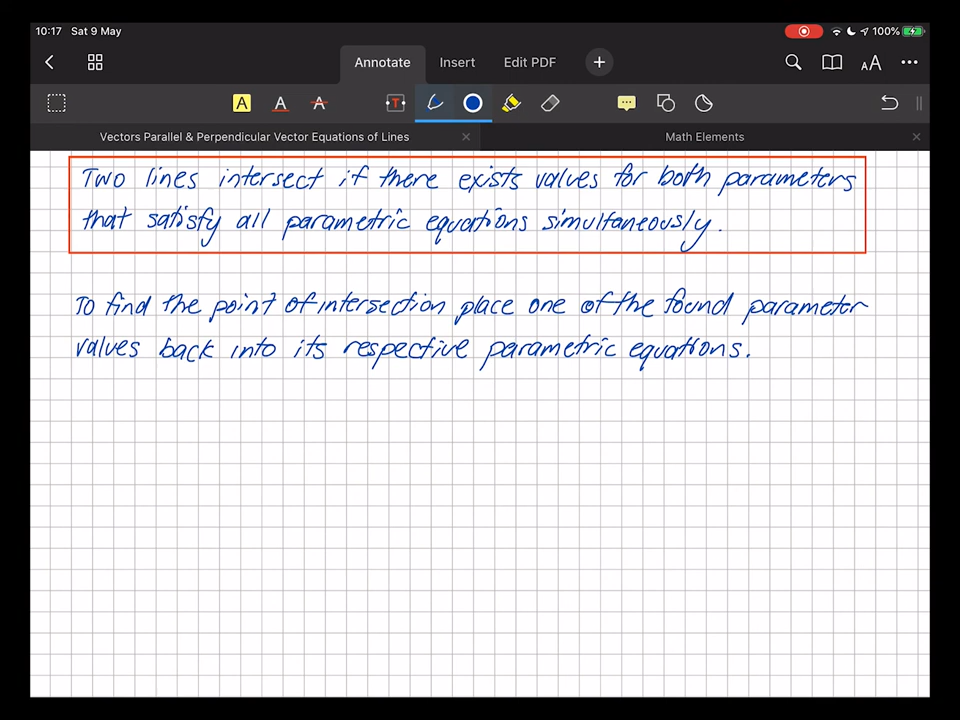 10:17 Sat 9 May 100%
Annotate Insert Edit PDF
A A A T AA
Vectors Parallel & Perpendicular Vector Equations of Lines Math Elements
Two lines intersect if there exists values for both parameters
that satisfy all parametric equations simultaneously.
To find the point of intersection place one of the found parameter
values back into its respective parametric equations.